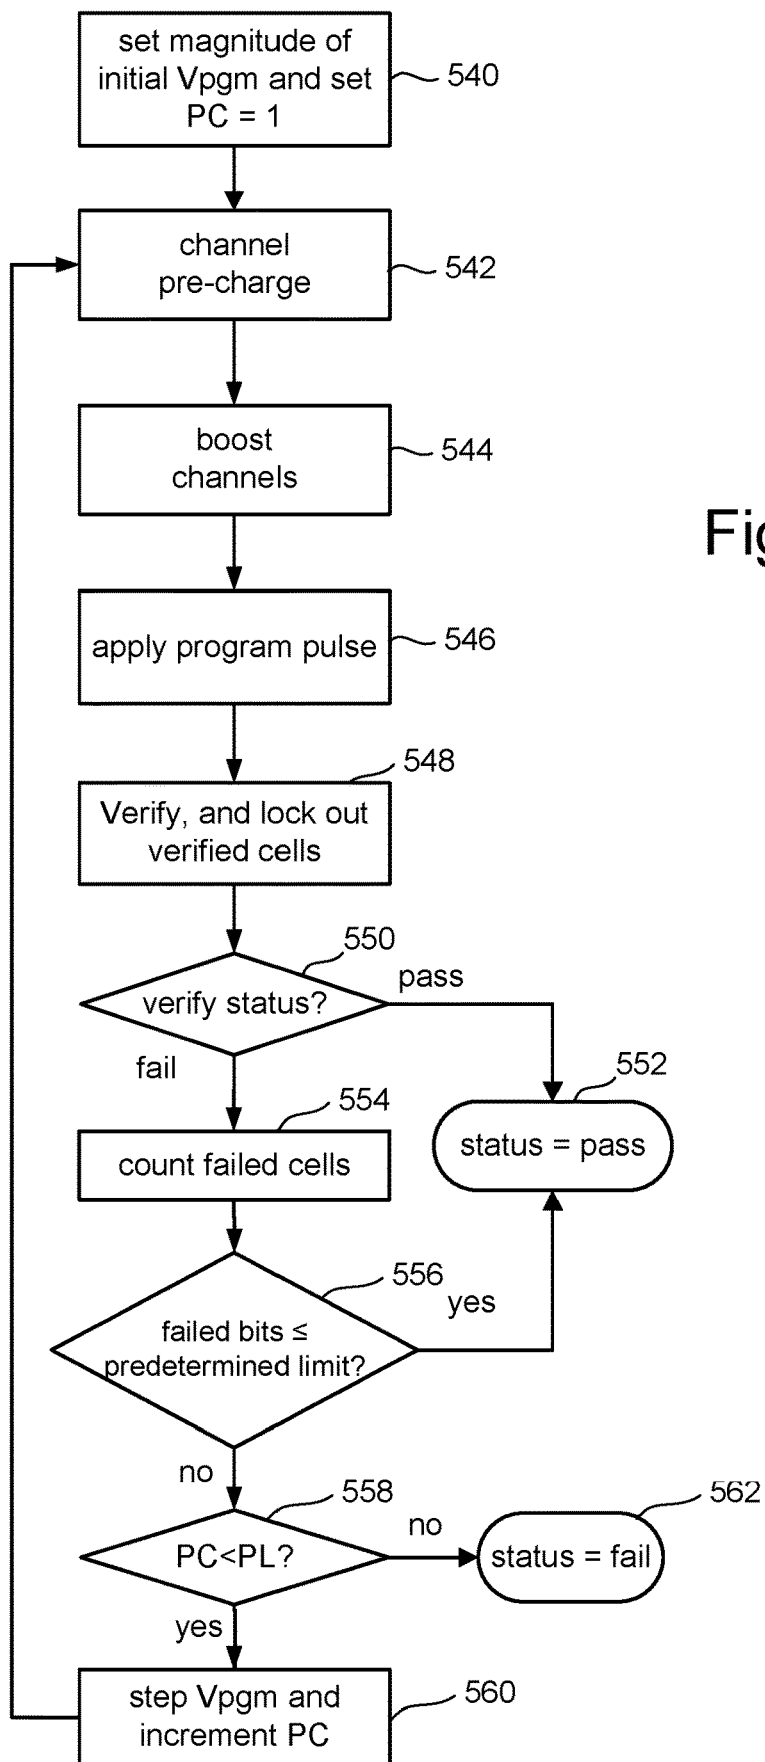 set magnitude of
initial Vpgm and set
PC = 1
540
channel
pre-charge
542
boost
channels
544
Fig
apply program pulse
546
548
Verify, and lock out
verified cells
550
verify status?
pass
fail
552
status = pass
554
count failed cells
556
failed bits ≤
predetermined limit?
yes
no
558
PC<PL?
no
562
status = fail
yes
step Vpgm and
increment PC
560